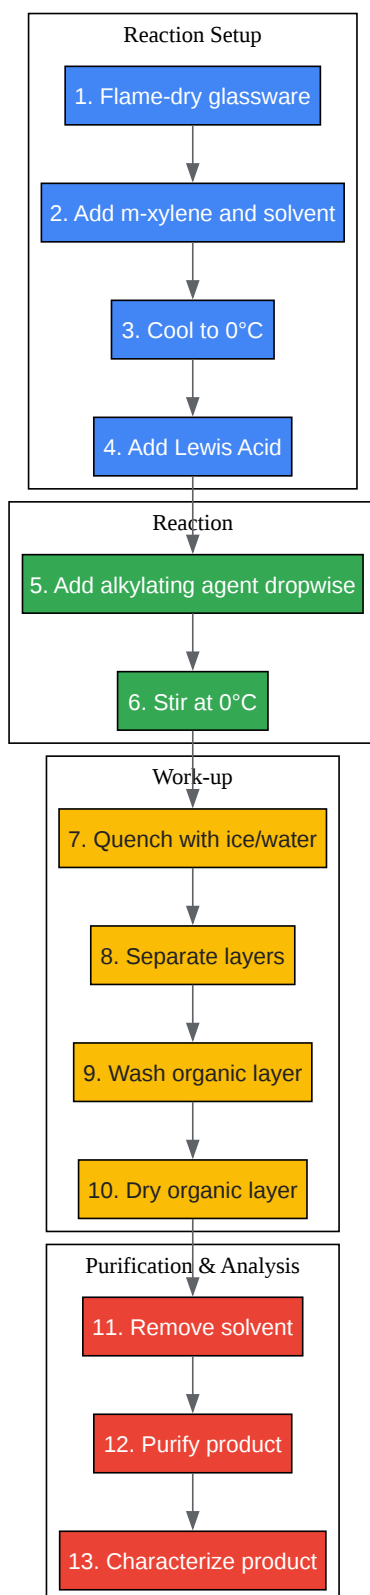 Reaction Setup
1. Flame-dry glassware
2. Add m-xylene and solvent
3. Cool to 0°C
4. Add Lewis Acid
Reaction
5. Add alkylating agent dropwise
6. Stir at 0°C
Work-up
7. Quench with ice/water
8. Separate layers
9. Wash organic layer
10. Dry organic layer
Purification & Analysis
11. Remove solvent
12. Purify product
13. Characterize product